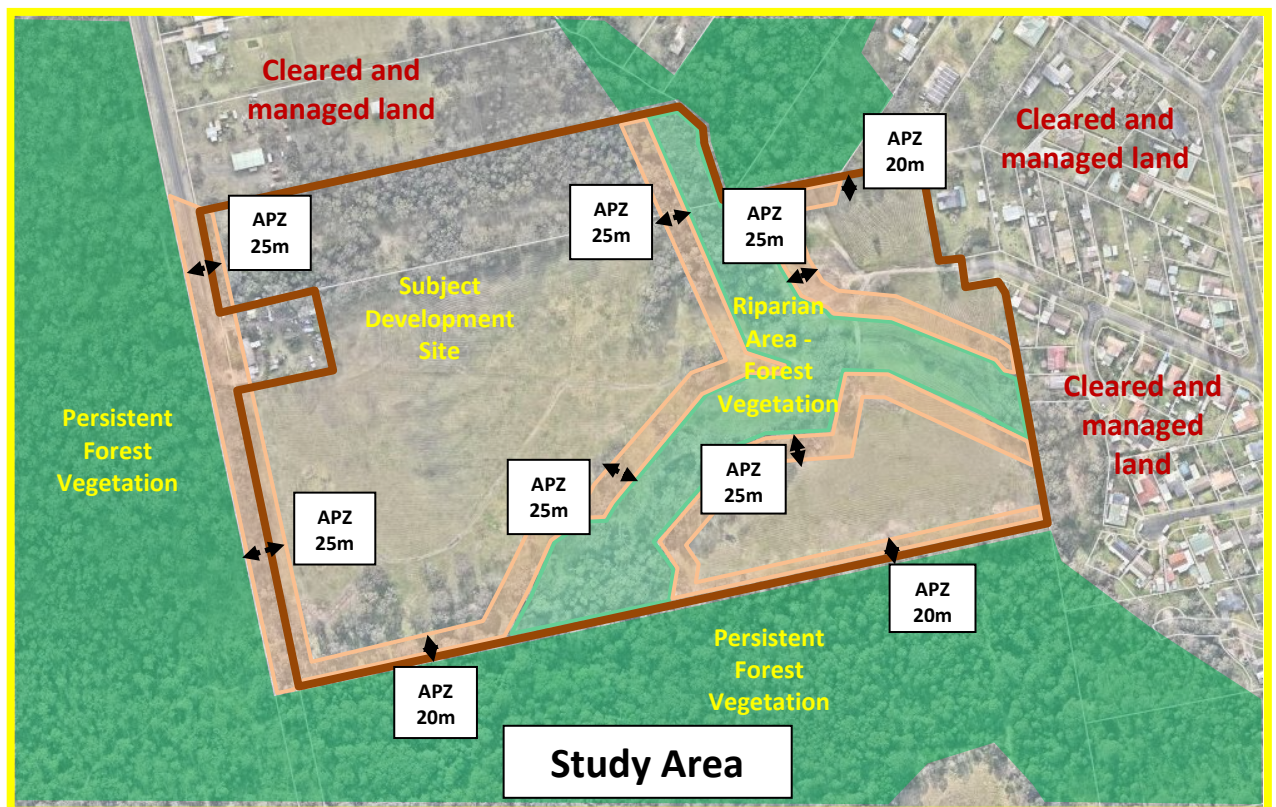 Cleared and
managed land
Cleared and
managed land
APZ
20m
APZ
25m
APZ
25m
APZ
25m
Subject
Development
Site
Riparian
Area -
Forest
Vegetation
Cleared and
managed
land
Persistent
Forest
Vegetation
APZ
25m
APZ
25m
APZ
25m
APZ
20m
APZ
20m
Persistent
Forest
Vegetation
Study Area